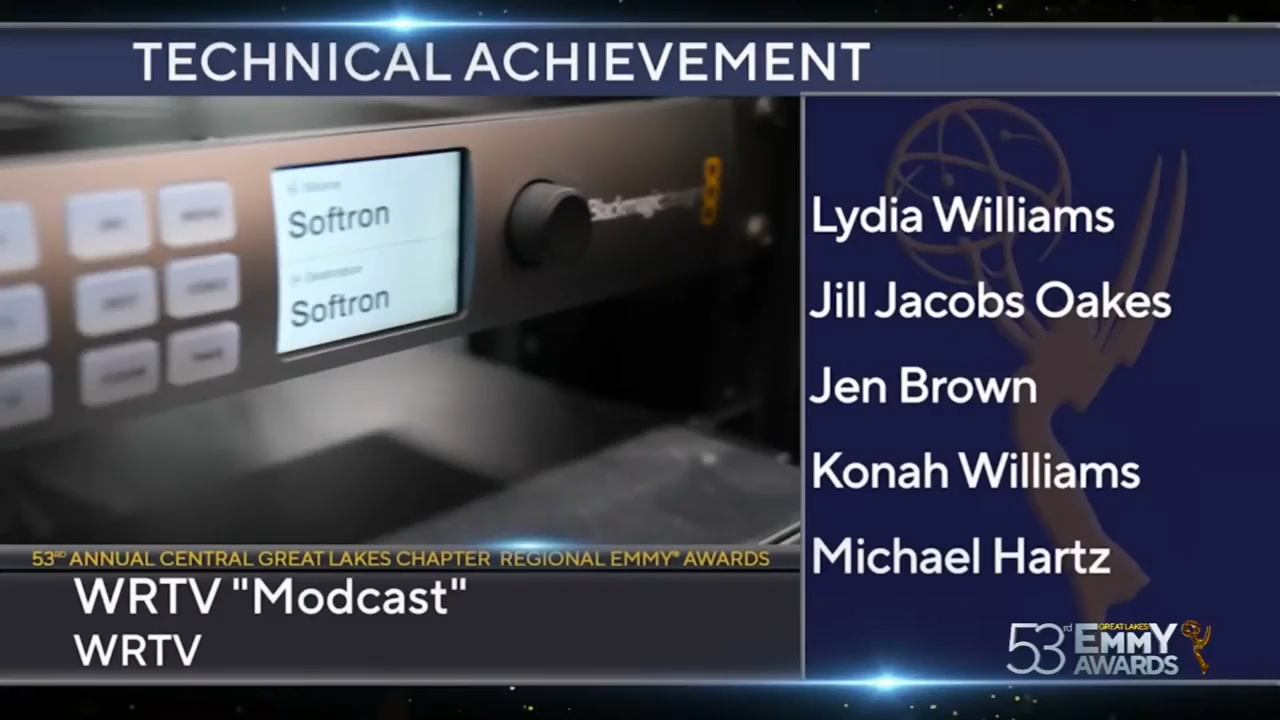 TECHNICAL ACHIEVEMENT
Softron
Softron
Blackmagicdesign
Lydia Williams
Jill Jacobs Oakes
Jen Brown
Konah Williams
Michael Hartz
53RD ANNUAL CENTRAL GREAT LAKES CHAPTER REGIONAL EMMY® AWARDS
WRTV "Modcast"
WRTV
53rd GREAT LAKES
EMMY
AWARDS